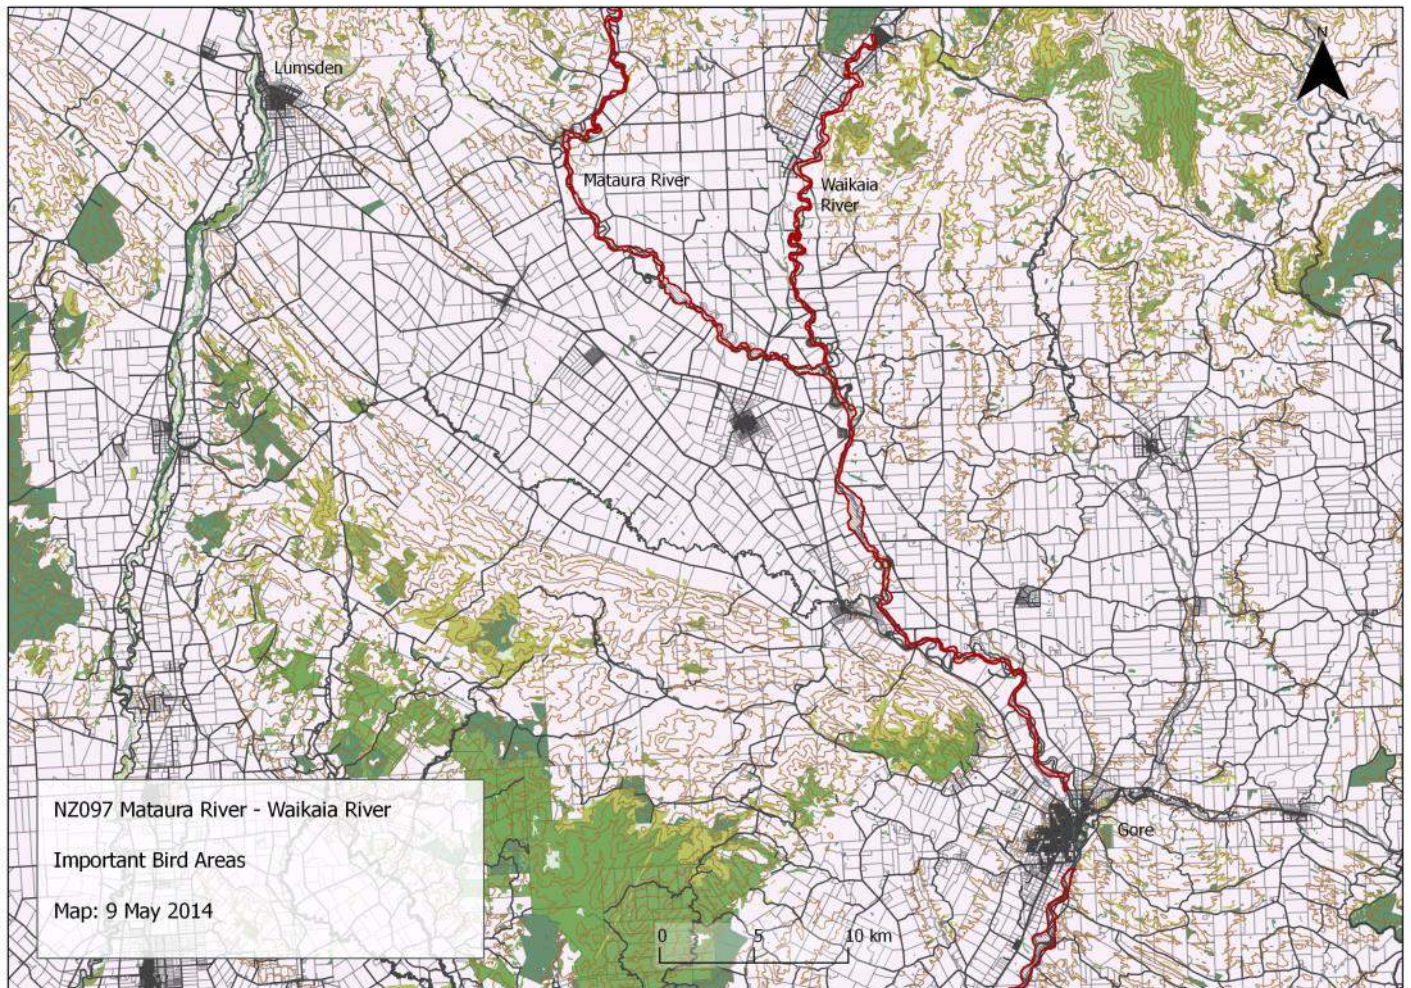 N
Lumsden
Mataura River
Waikaia
River
Gore
NZ097 Mataura River - Waikaia River
Important Bird Areas
Map: 9 May 2014
0 5 10 km